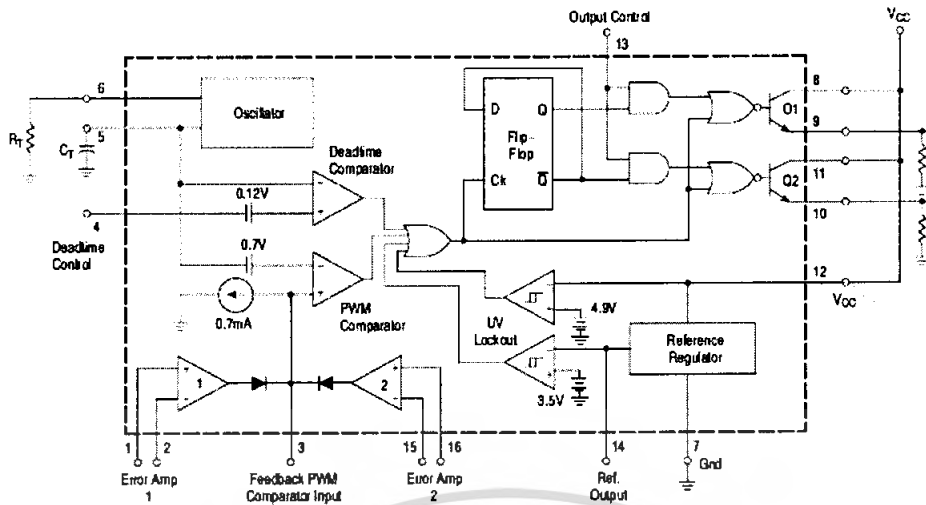 Output Control
VCC
13
6
8
RT
5
CT
Oscillator
D
Q
Q1
9
Flip-
Flop
Deadtime
Comparator
11
Ck
Q
Q2
0.12V
4
10
Deadtime
Control
0.7V
12
VCC
0.7mA
PWM
Comparator
UV
Lockout
4.9V
Reference
Regulator
1
2
3.5V
1
2
3
15
16
14
7
Error Amp
1
Feedback PWM
Comparator Input
Error Amp
2
Ref.
Output
Gnd